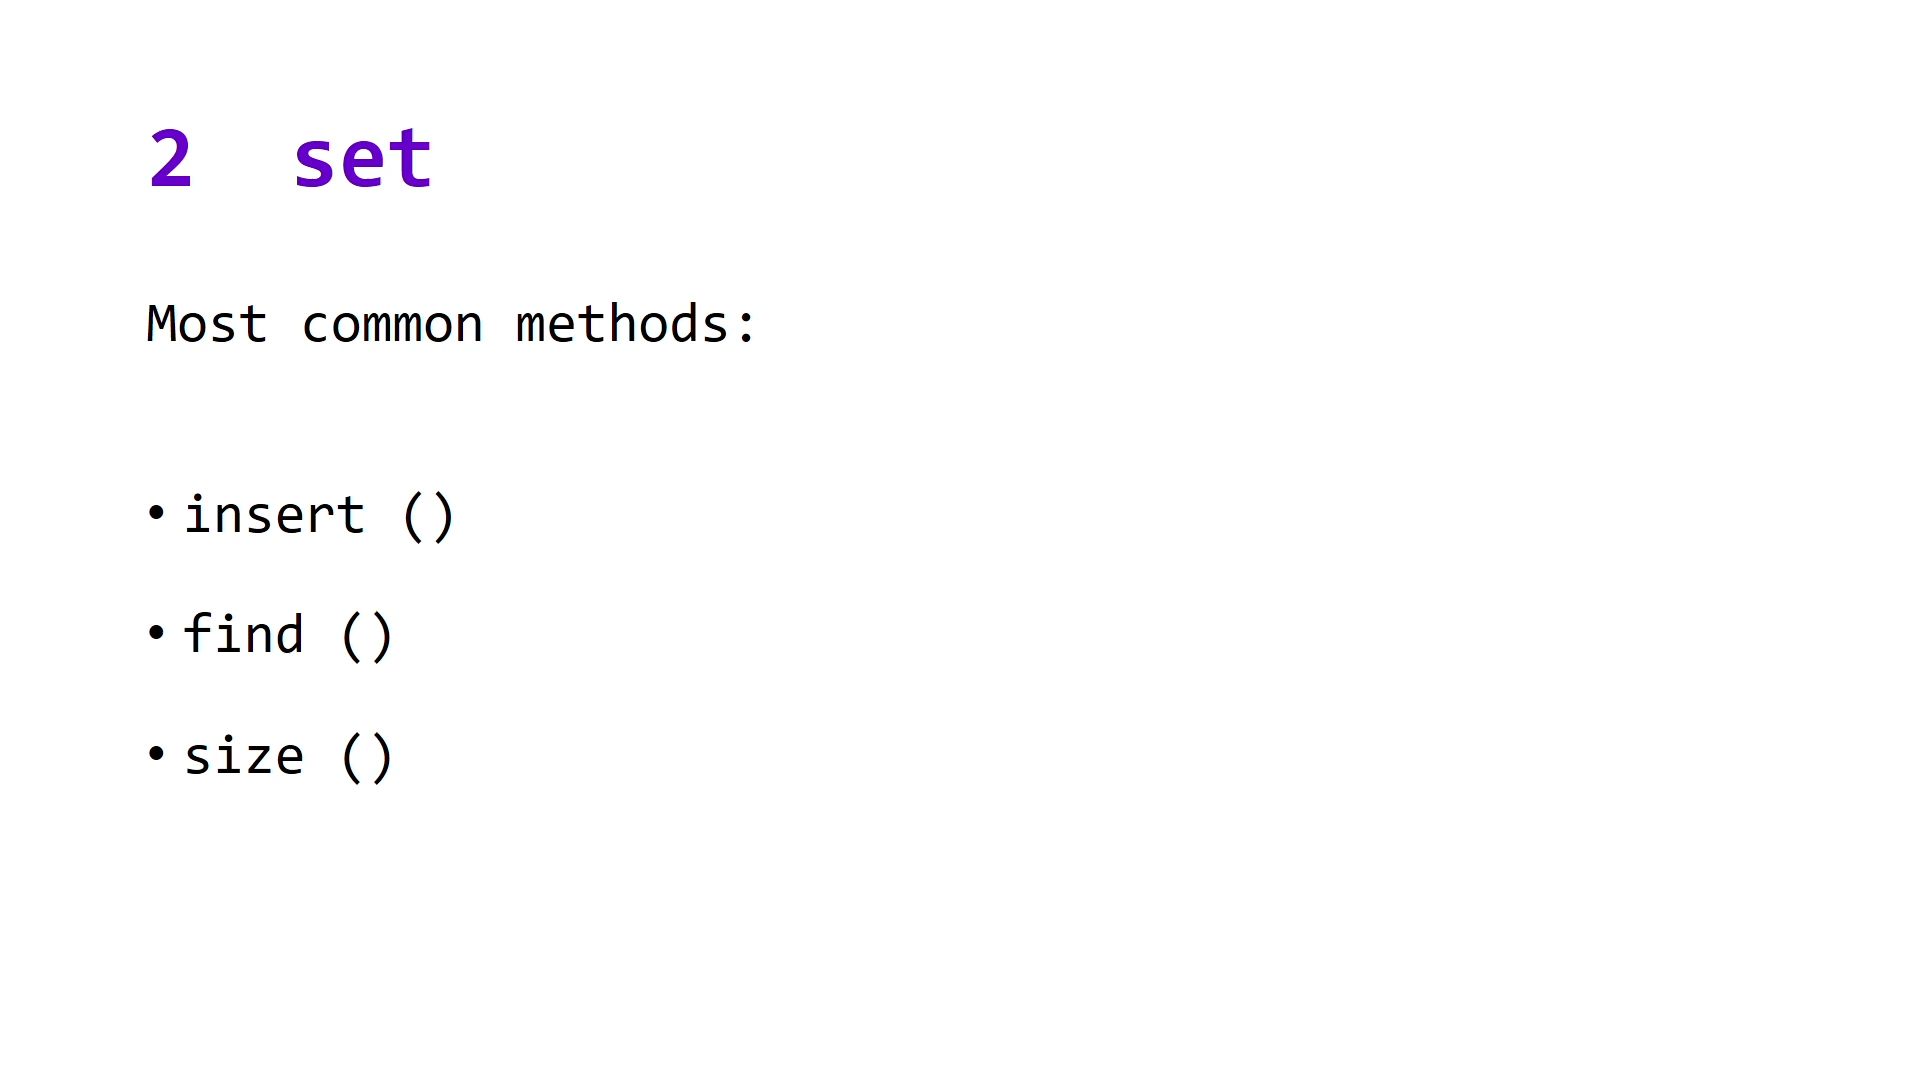 2  set
Most common methods:
• insert ()
• find ()
• size ()